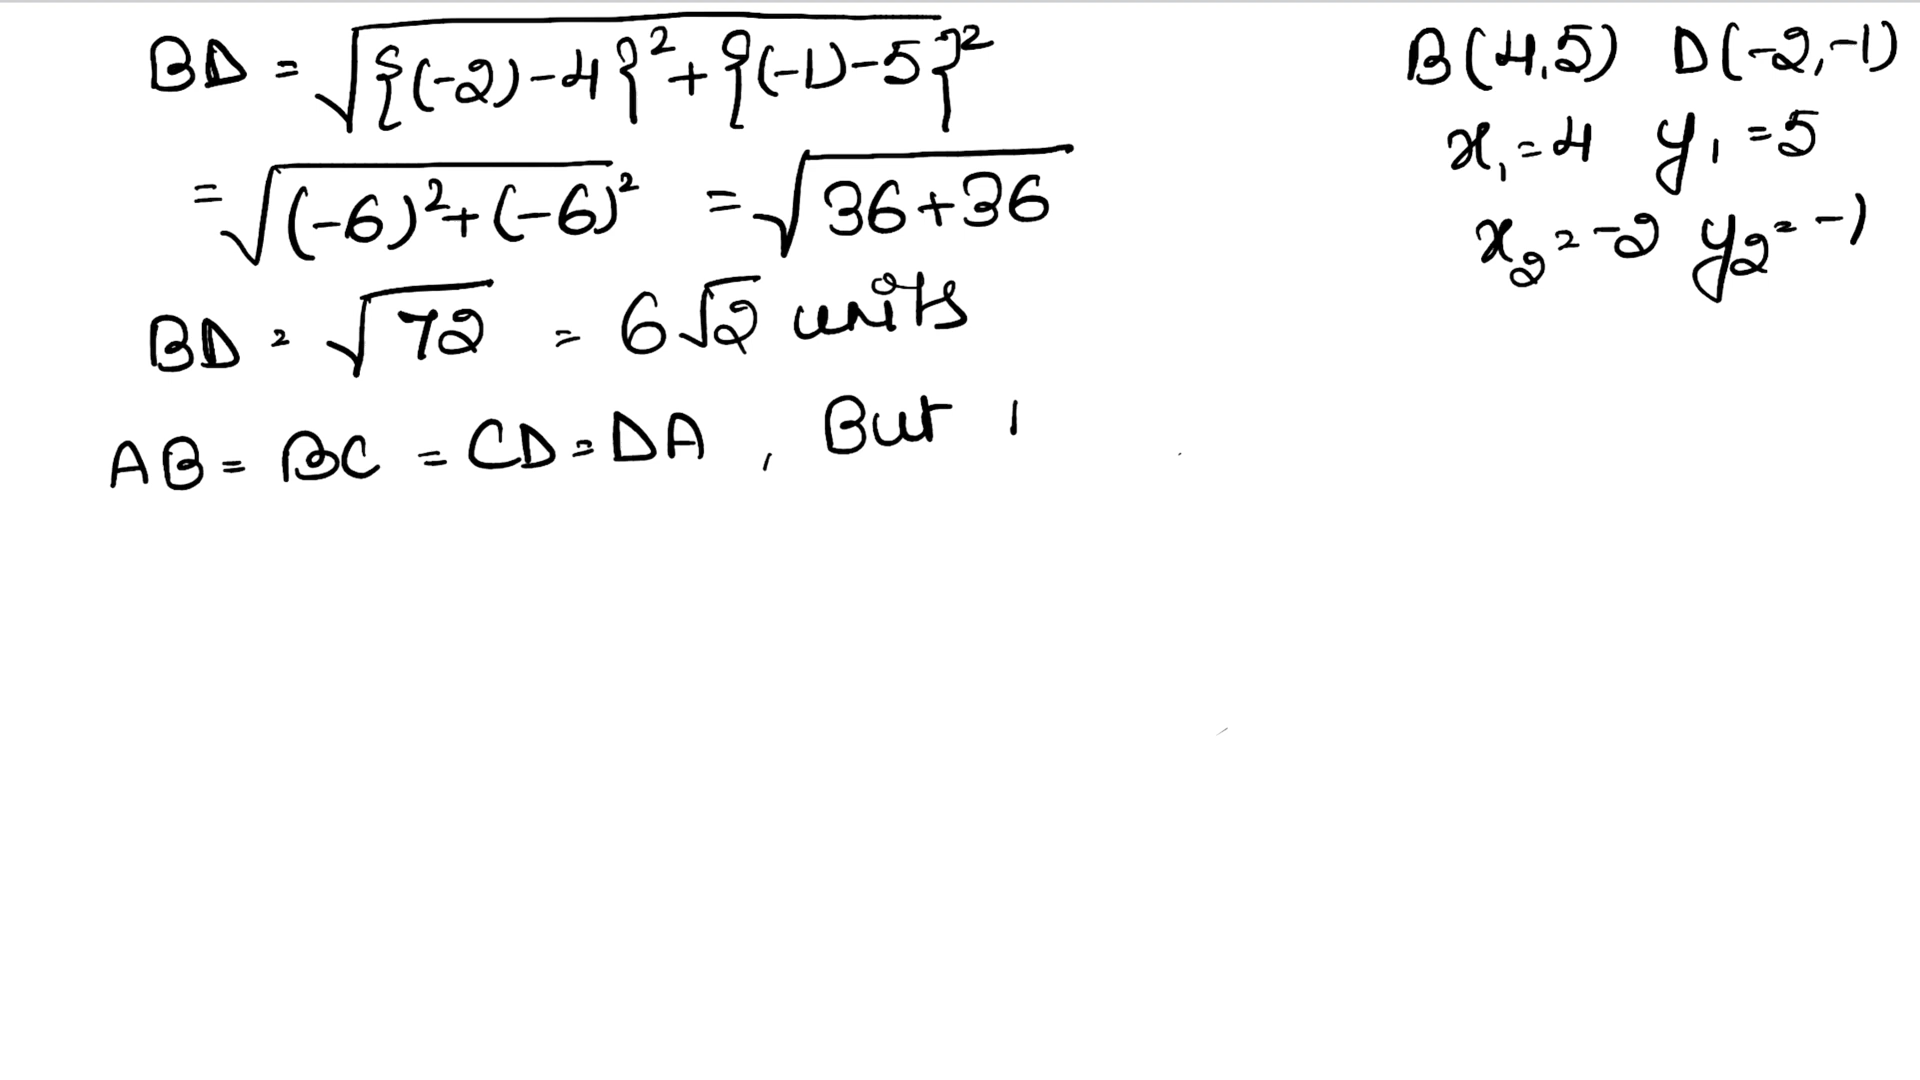 BD = √{(-2)-4}²+{(-1)-5}²
= √(-6)²+(-6)² = √36+36
BD = √72 = 6√2 units
AB = BC = CD = DA , But
B(4,5) D(-2,-1)
x₁ = 4 y₁ = 5
x₂ = -2 y₂ = -1